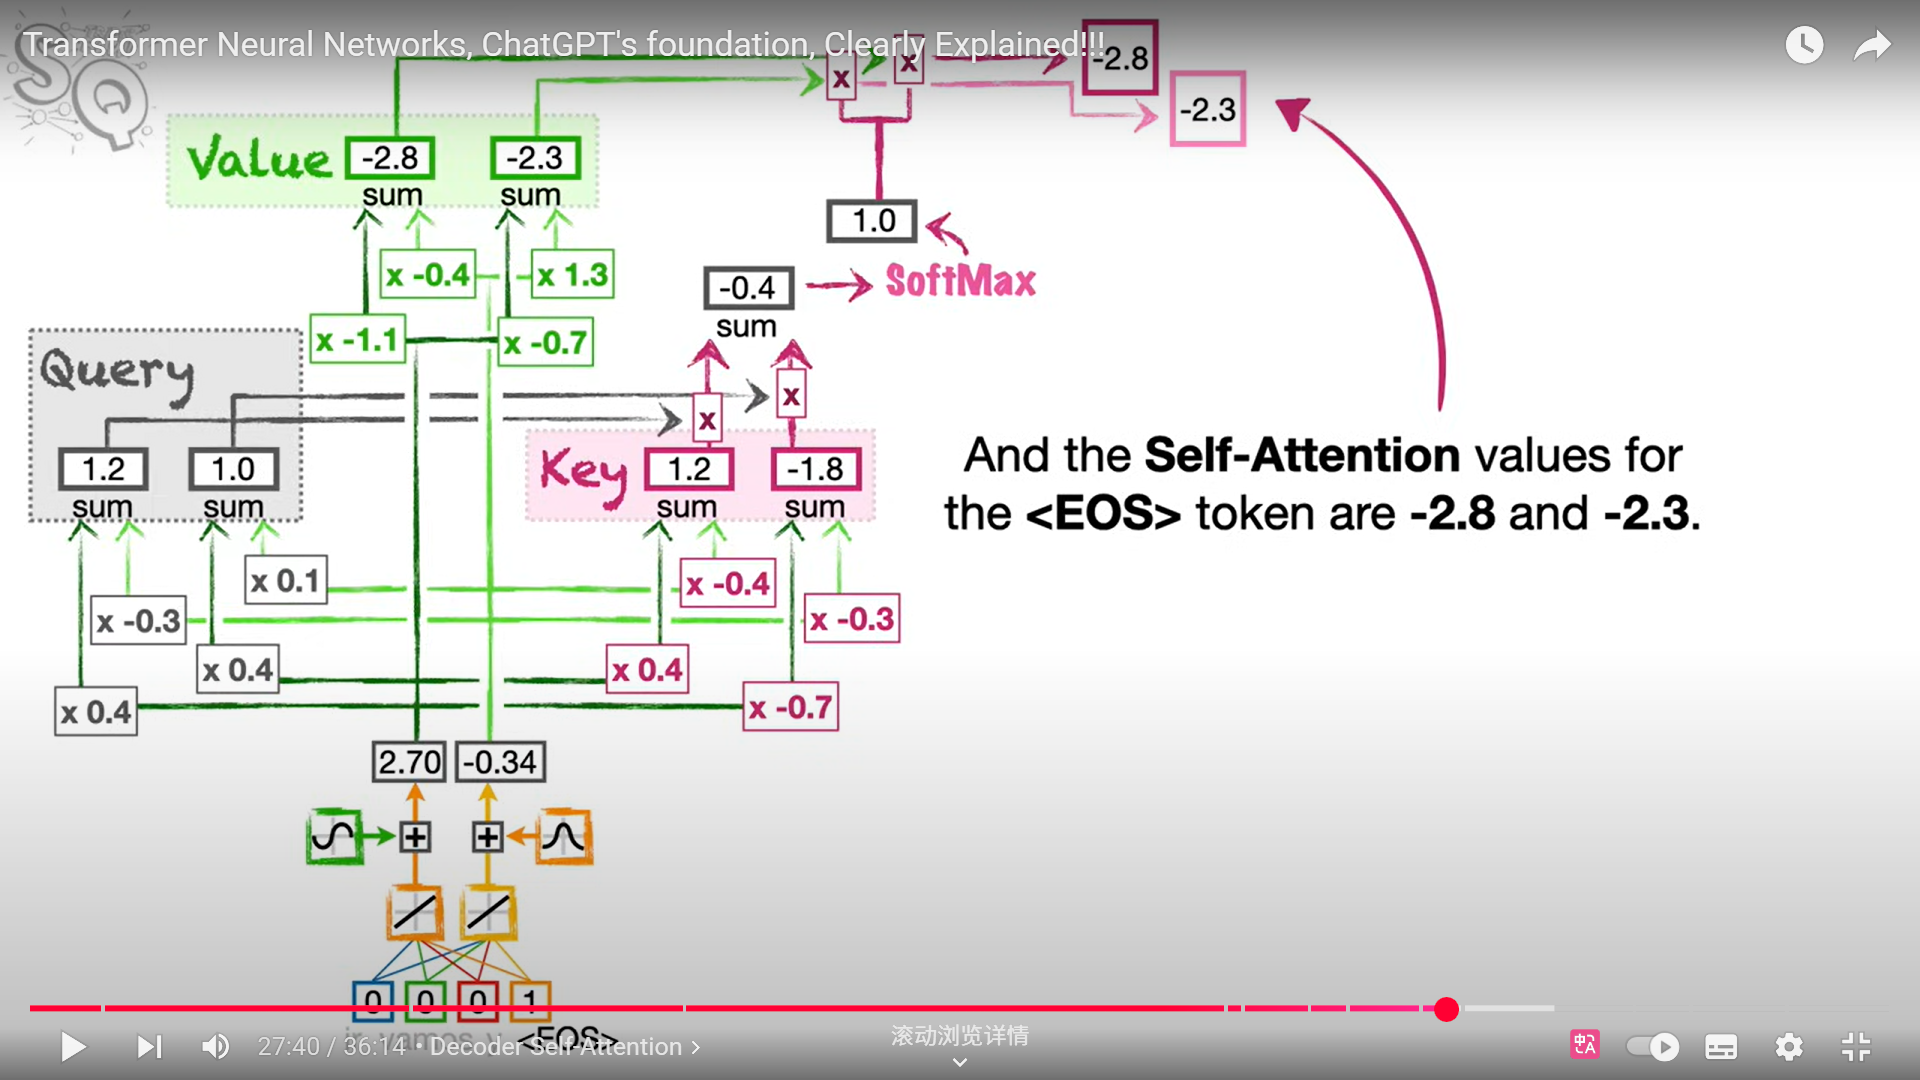 Transformer Neural Networks, ChatGPT's foundation, Clearly Explained!!!
SQ
x
x
-2.8
-2.3
Value
-2.8
-2.3
sum
sum
1.0
x -0.4
x 1.3
-0.4
SoftMax
sum
x -1.1
x -0.7
Query
x
x
1.2
1.0
sum
sum
Key
1.2
-1.8
sum
sum
And the Self-Attention values for
the <EOS> token are -2.8 and -2.3.
x 0.1
x -0.4
x -0.3
x -0.3
x 0.4
x 0.4
x 0.4
x -0.7
2.70
-0.34
+
+
0
0
0
1
ir vamos y <EOS>
27:40 / 36:14 • Decoder Self-Attention
滚动浏览详情
中A